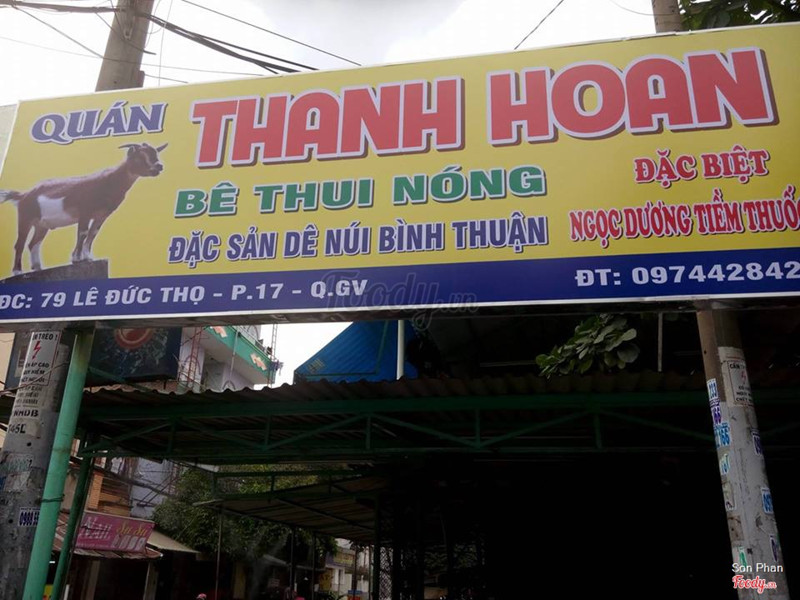 QUÁN
THANH HOAN
BÊ THUI NÓNG
ĐẶC SẢN DÊ NÚI BÌNH THUẬN
ĐẶC BIỆT
NGỌC DƯƠNG TIỀM THUỐ
ĐC: 79 LÊ ĐỨC THỌ - P.17 - Q.GV
ĐT: 097442842
Foody.vn
Nail
Son Phan
Foody.vn